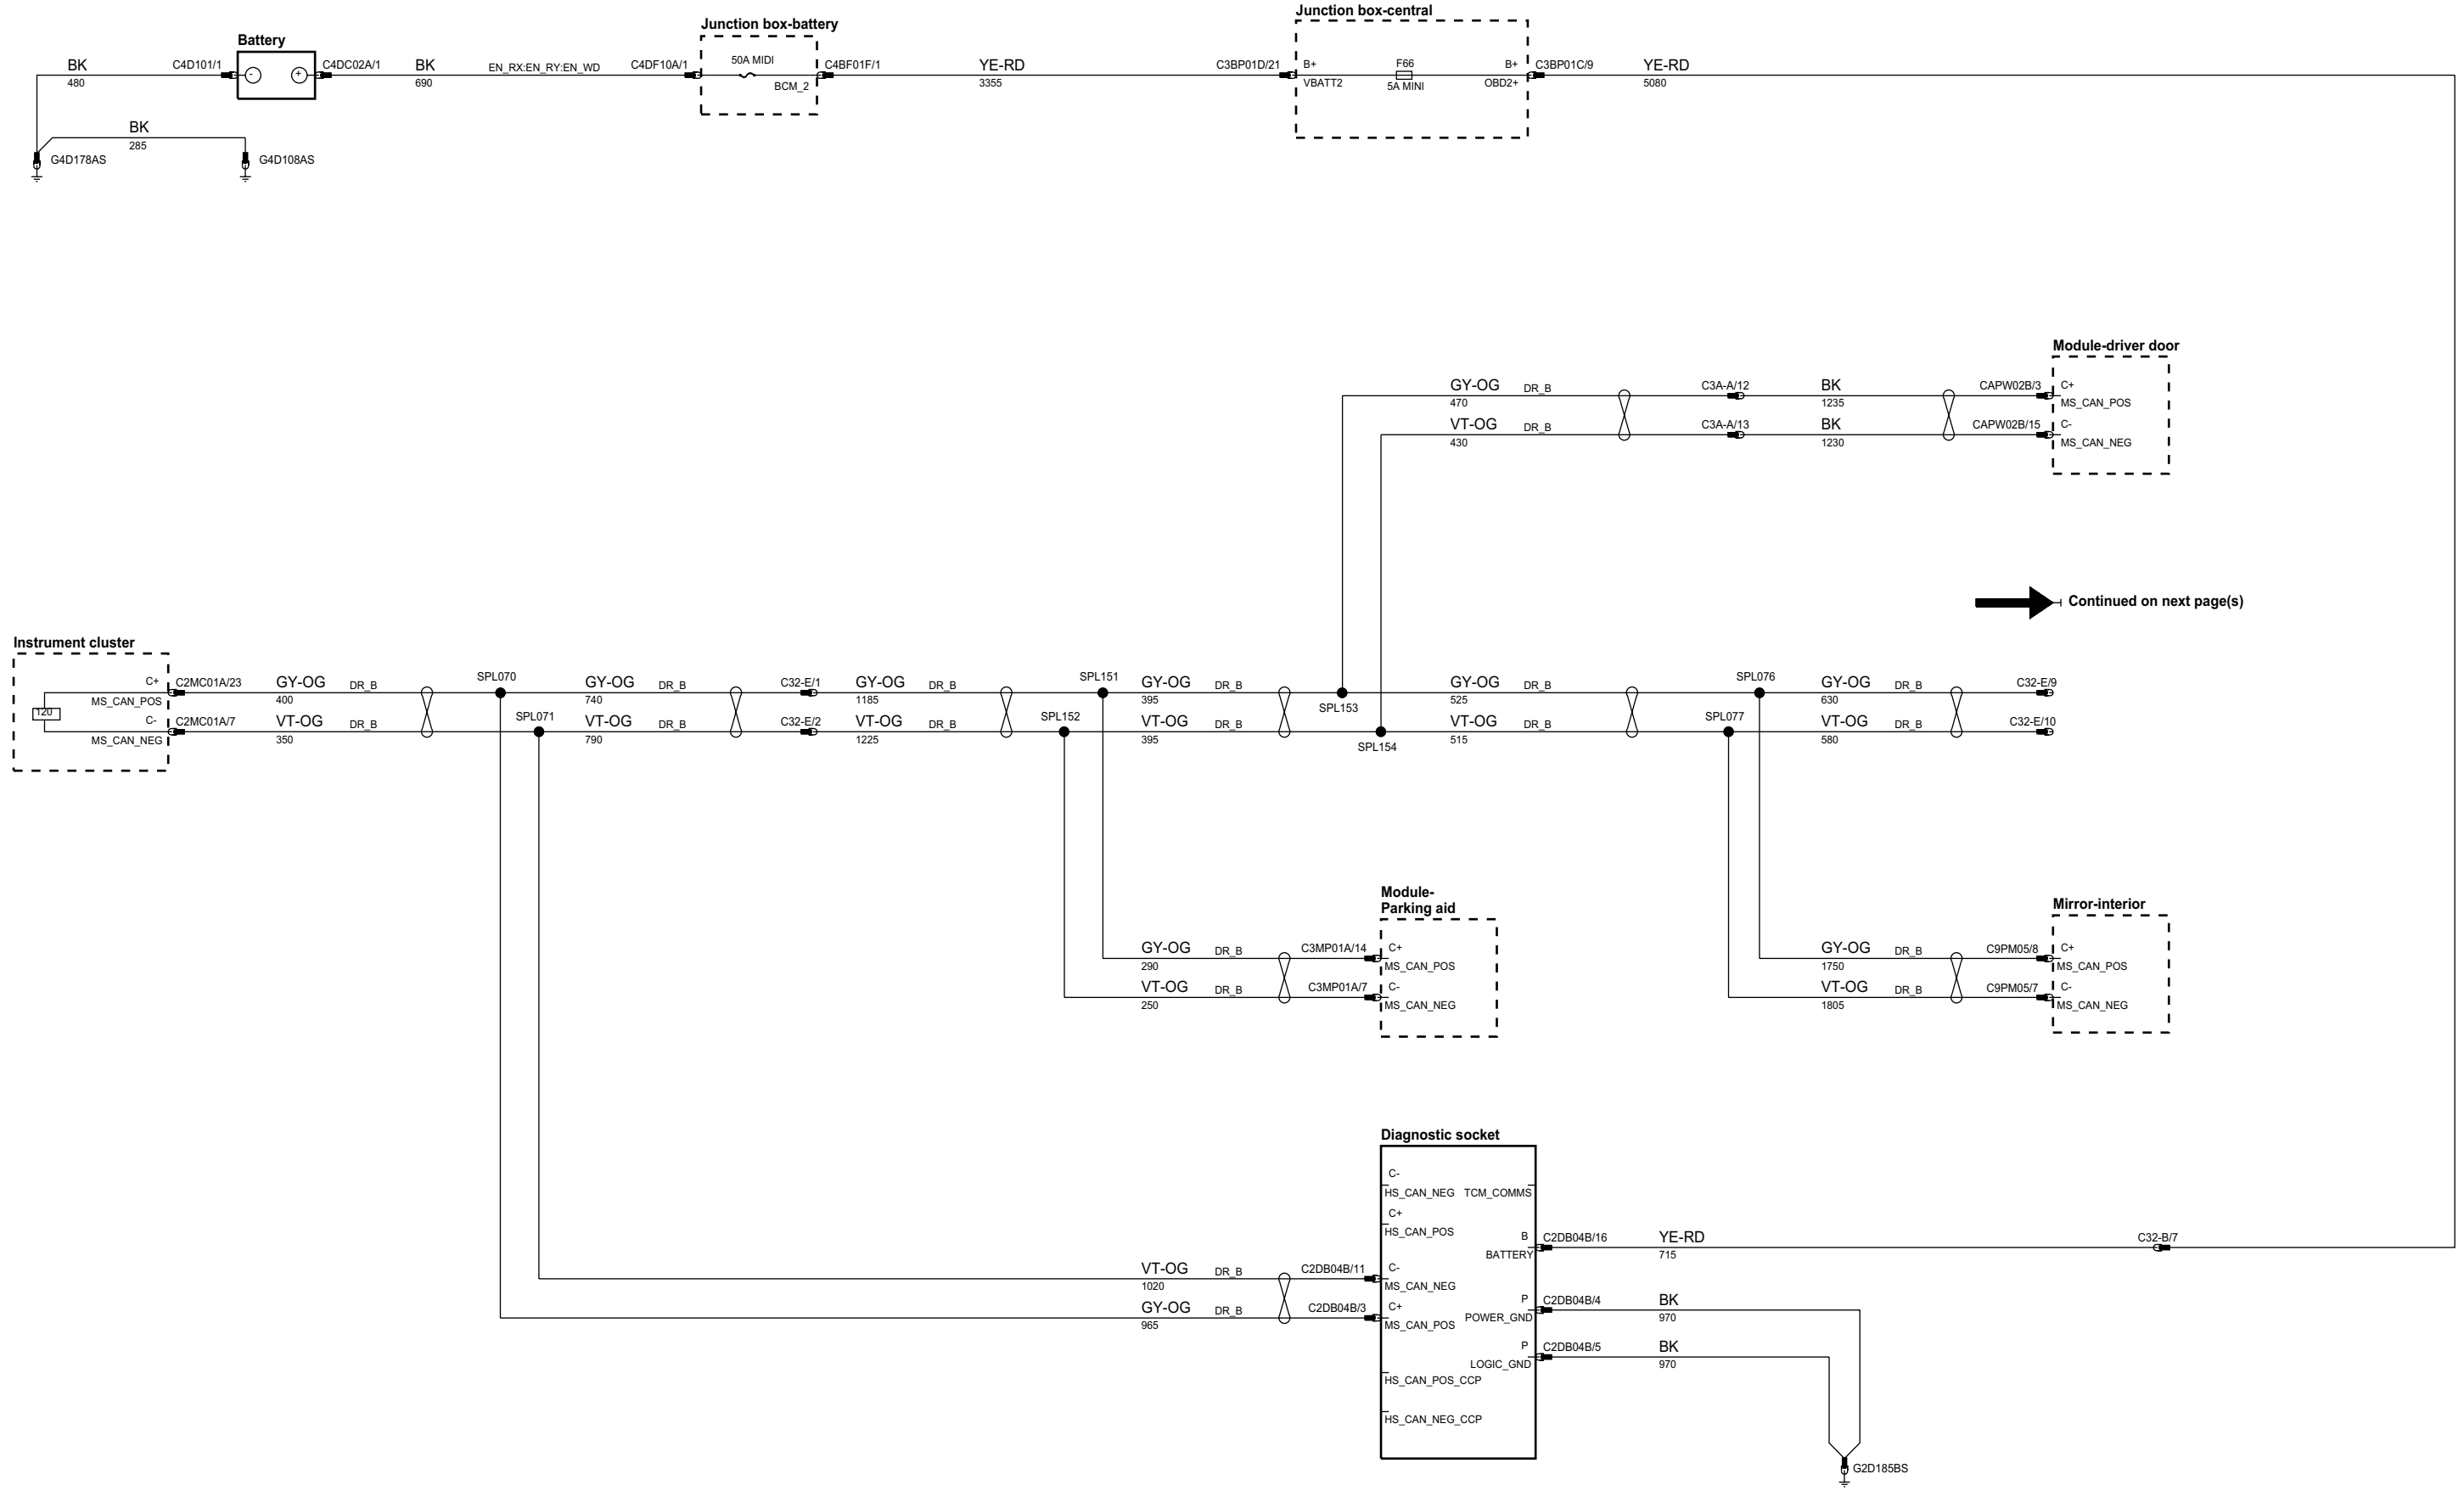 Junction box-central
Junction box-battery
Battery
BK
480
C4D101/1
-
+
C4DC02A/1
BK
690
EN_RX:EN_RY:EN_WD
C4DF10A/1
50A MIDI
BCM_2
C4BF01F/1
YE-RD
3355
C3BP01D/21
B+
VBATT2
F66
5A MINI
B+
OBD2+
C3BP01C/9
YE-RD
5080
BK
285
G4D178AS
G4D108AS
Module-driver door
GY-OG
470
DR_B
C3A-A/12
BK
1235
CAPW02B/3
C+
MS_CAN_POS
VT-OG
430
DR_B
C3A-A/13
BK
1230
CAPW02B/15
C-
MS_CAN_NEG
Continued on next page(s)
Instrument cluster
C+
MS_CAN_POS
C2MC01A/23
GY-OG
400
DR_B
SPL070
GY-OG
740
DR_B
C32-E/1
GY-OG
1185
DR_B
SPL151
GY-OG
395
DR_B
SPL153
GY-OG
525
DR_B
SPL076
GY-OG
630
DR_B
C32-E/9
120
C-
MS_CAN_NEG
C2MC01A/7
VT-OG
350
DR_B
SPL071
VT-OG
790
DR_B
C32-E/2
VT-OG
1225
DR_B
SPL152
VT-OG
395
DR_B
SPL154
VT-OG
515
DR_B
SPL077
VT-OG
580
DR_B
C32-E/10
Module-
Parking aid
GY-OG
290
DR_B
C3MP01A/14
C+
MS_CAN_POS
VT-OG
250
DR_B
C3MP01A/7
C-
MS_CAN_NEG
Mirror-interior
GY-OG
1750
DR_B
C9PM05/8
C+
MS_CAN_POS
VT-OG
1805
DR_B
C9PM05/7
C-
MS_CAN_NEG
Diagnostic socket
C-
HS_CAN_NEG
TCM_COMMS
C+
HS_CAN_POS
B
BATTERY
C2DB04B/16
YE-RD
715
C32-B/7
VT-OG
1020
DR_B
C2DB04B/11
C-
MS_CAN_NEG
P
POWER_GND
C2DB04B/4
BK
970
GY-OG
965
DR_B
C2DB04B/3
C+
MS_CAN_POS
P
LOGIC_GND
C2DB04B/5
BK
970
HS_CAN_POS_CCP
HS_CAN_NEG_CCP
G2D185BS